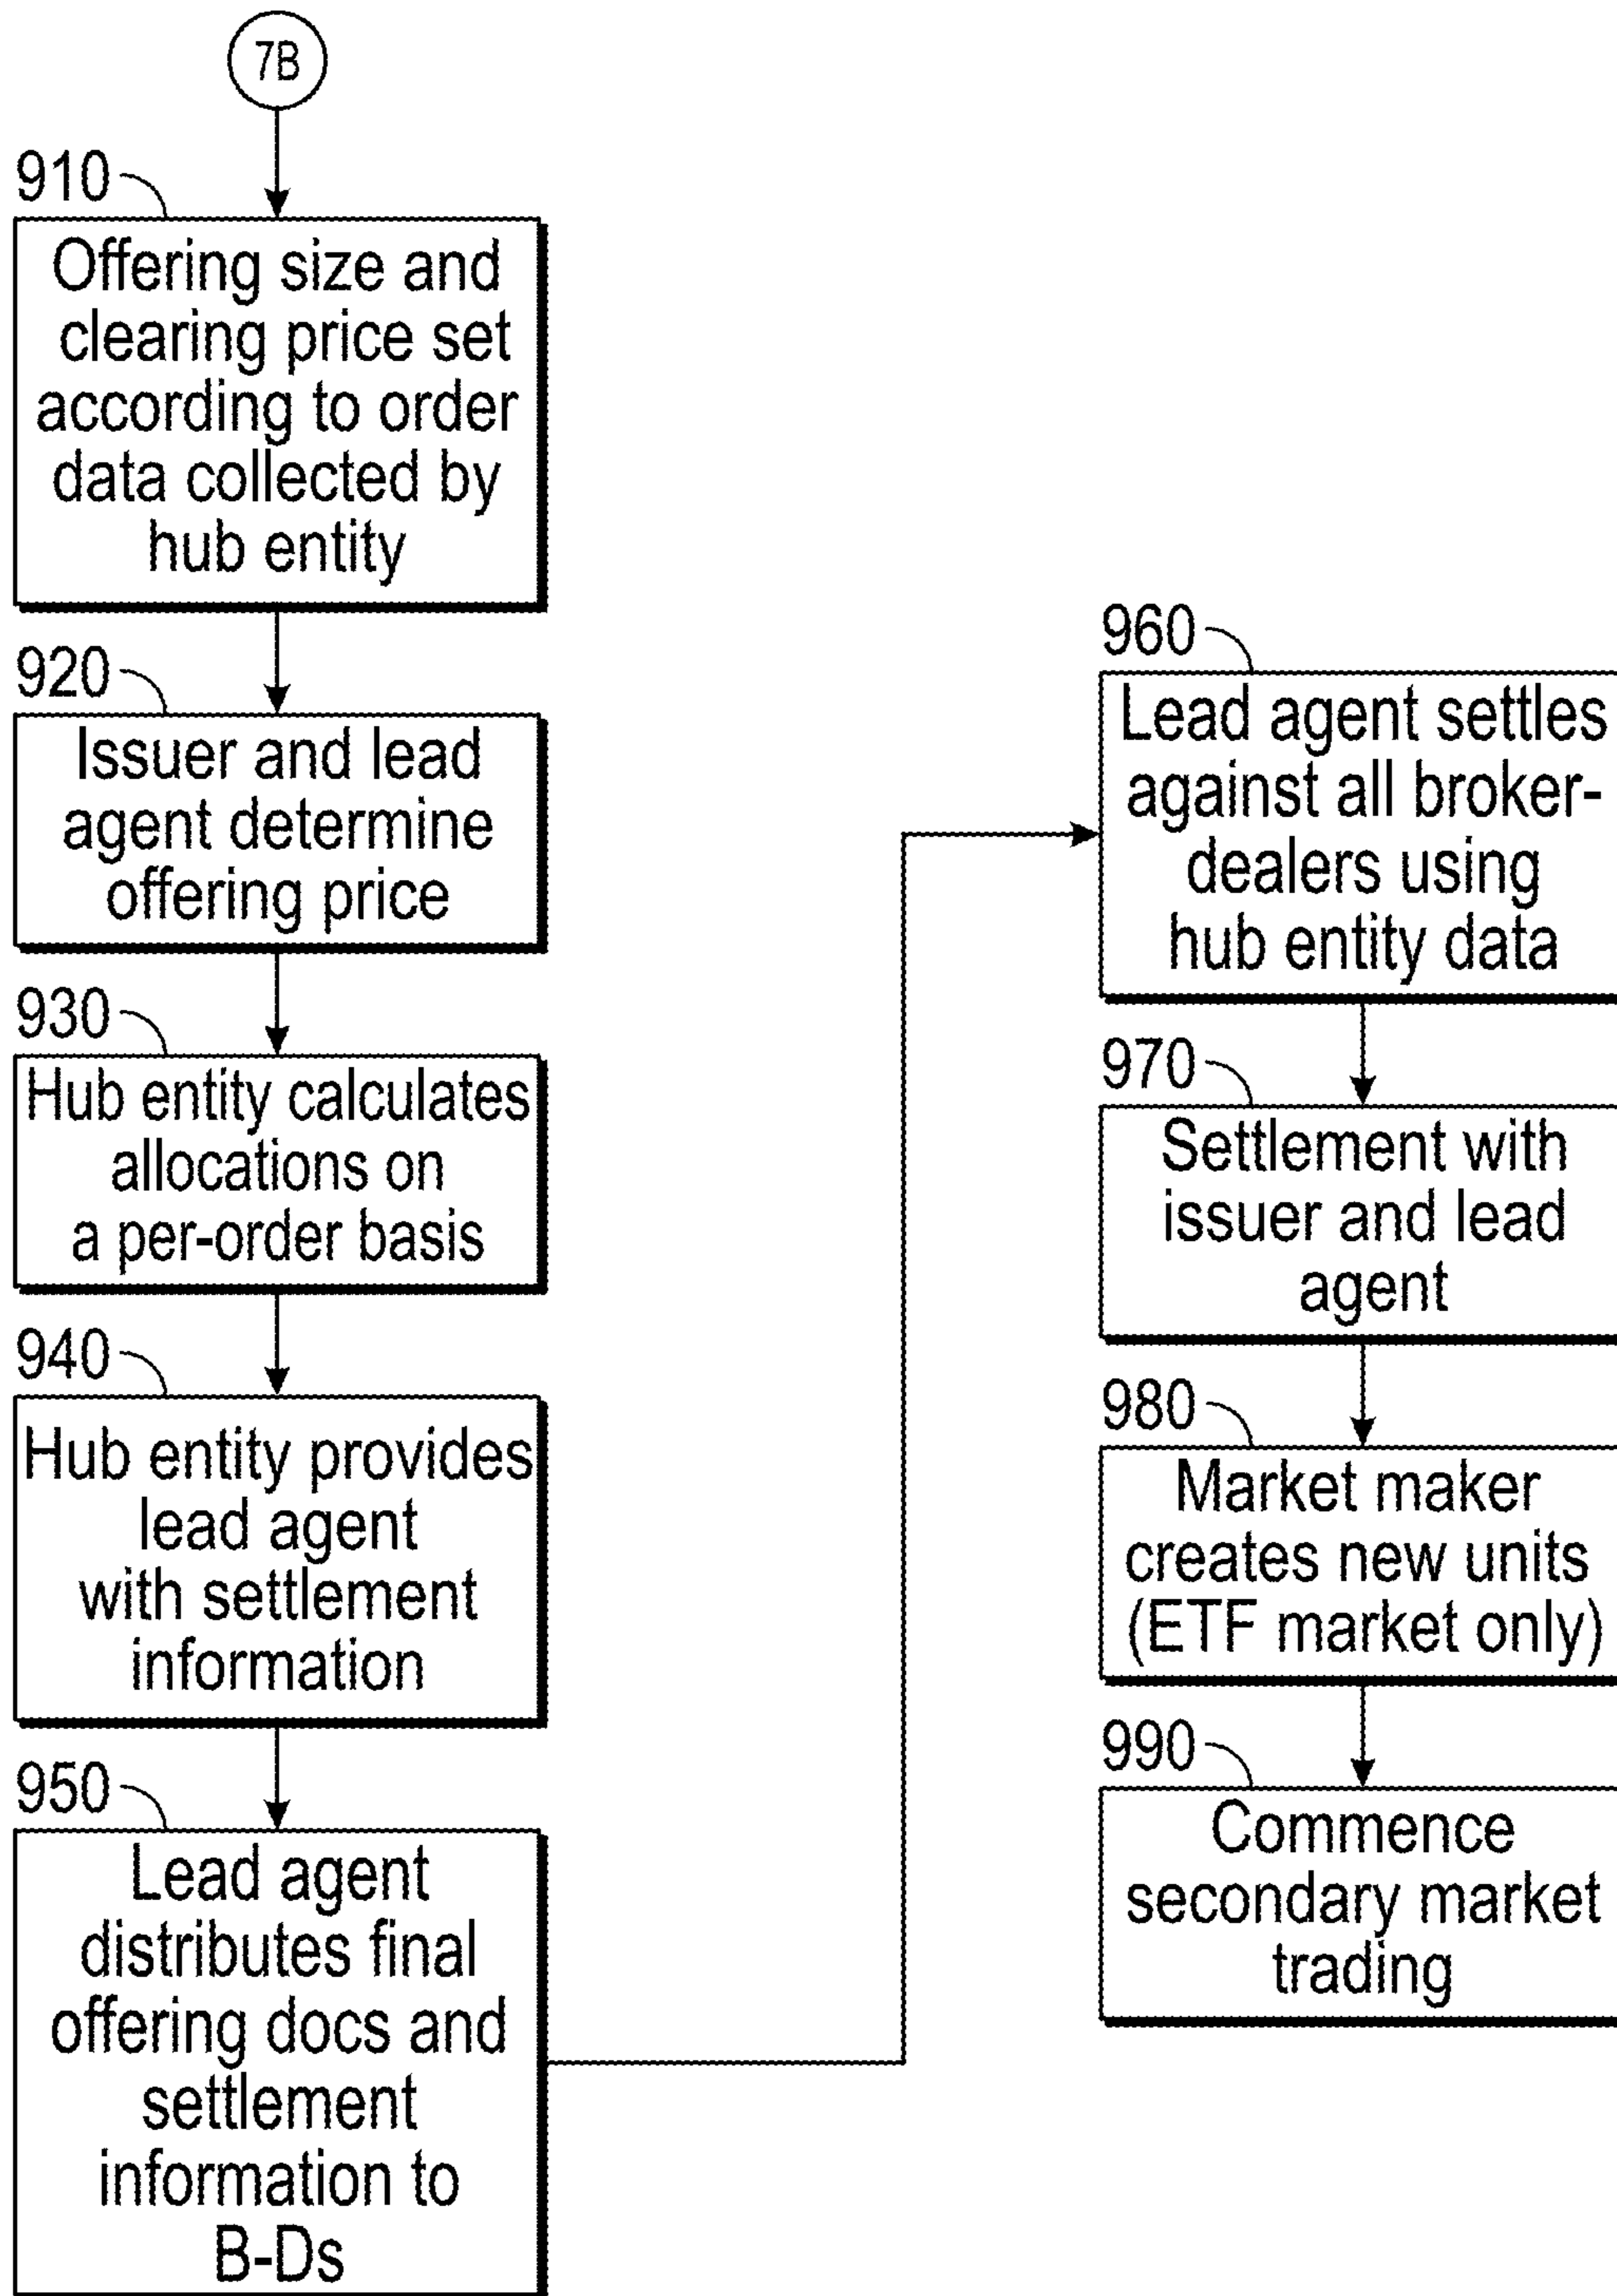 7B
910
Offering size and
clearing price set
according to order
data collected by
hub entity
920
Issuer and lead
agent determine
offering price
930
Hub entity calculates
allocations on
a per-order basis
940
Hub entity provides
lead agent
with settlement
information
950
Lead agent
distributes final
offering docs and
settlement
information to
B-Ds
960
Lead agent settles
against all broker-
dealers using
hub entity data
970
Settlement with
issuer and lead
agent
980
Market maker
creates new units
(ETF market only)
990
Commence
secondary market
trading